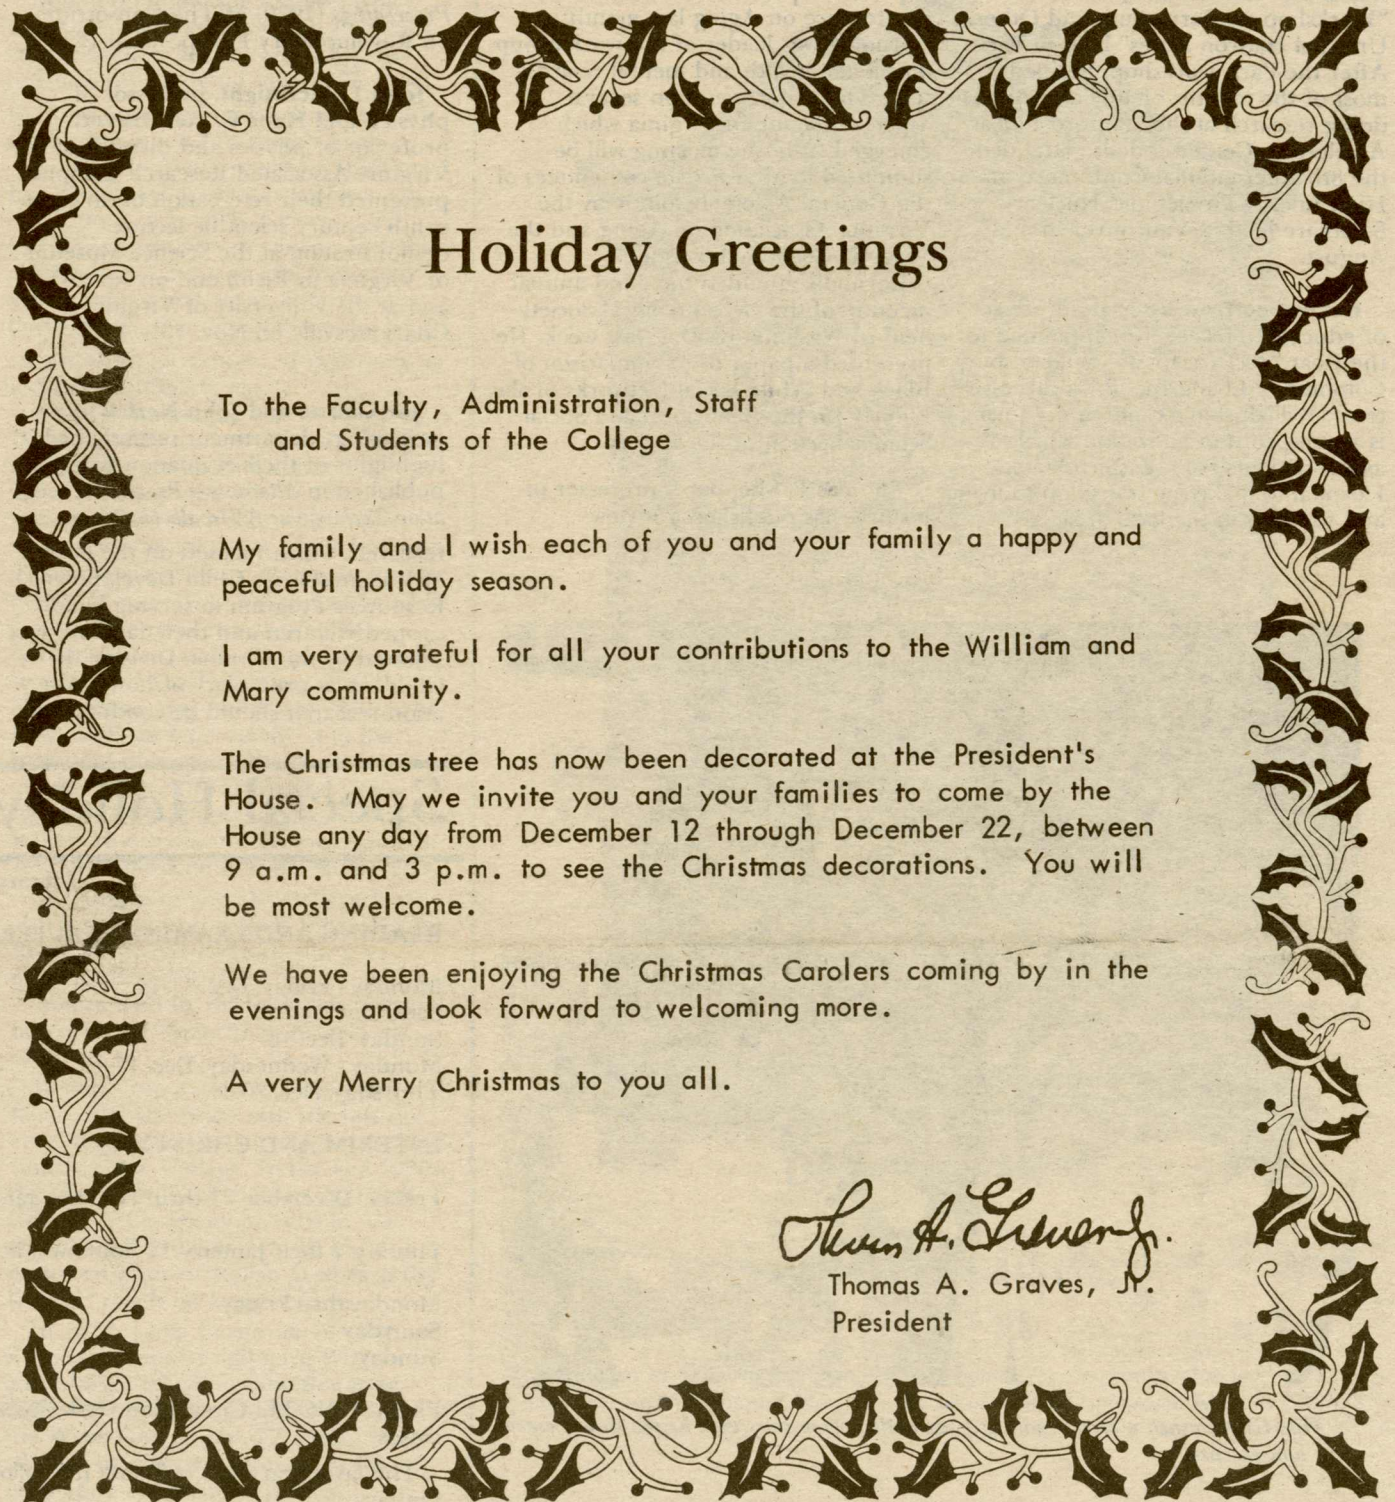 Holiday Greetings
To the Faculty, Administration, Staff
and Students of the College
My family and I wish each of you and your family a happy and
peaceful holiday season.
I am very grateful for all your contributions to the William and
Mary community.
The Christmas tree has now been decorated at the President's
House. May we invite you and your families to come by the
House any day from December 12 through December 22, between
9 a.m. and 3 p.m. to see the Christmas decorations. You will
be most welcome.
We have been enjoying the Christmas Carolers coming by in the
evenings and look forward to welcoming more.
A very Merry Christmas to you all.
Thomas A. Graves, Jr.
Thomas A. Graves, Jr.
President